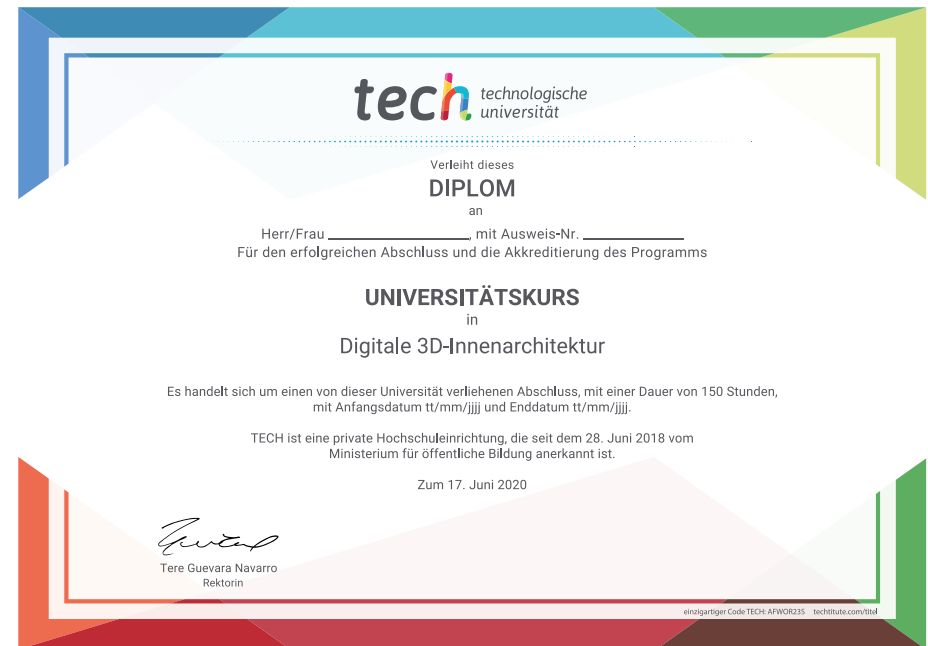 tech technologische
universität
Verleiht dieses
DIPLOM
an
Herr/Frau ____________________, mit Ausweis-Nr. ______________
Für den erfolgreichen Abschluss und die Akkreditierung des Programms
UNIVERSITÄTSKURS
in
Digitale 3D-Innenarchitektur
Es handelt sich um einen von dieser Universität verliehenen Abschluss, mit einer Dauer von 150 Stunden,
mit Anfangsdatum tt/mm/jjjj und Enddatum tt/mm/jjjj.
TECH ist eine private Hochschuleinrichtung, die seit dem 28. Juni 2018 vom
Ministerium für öffentliche Bildung anerkannt ist.
Zum 17. Juni 2020
Tere Guevara Navarro
Rektorin
einzigartiger Code TECH: AFWOR23S techtitute.com/titel